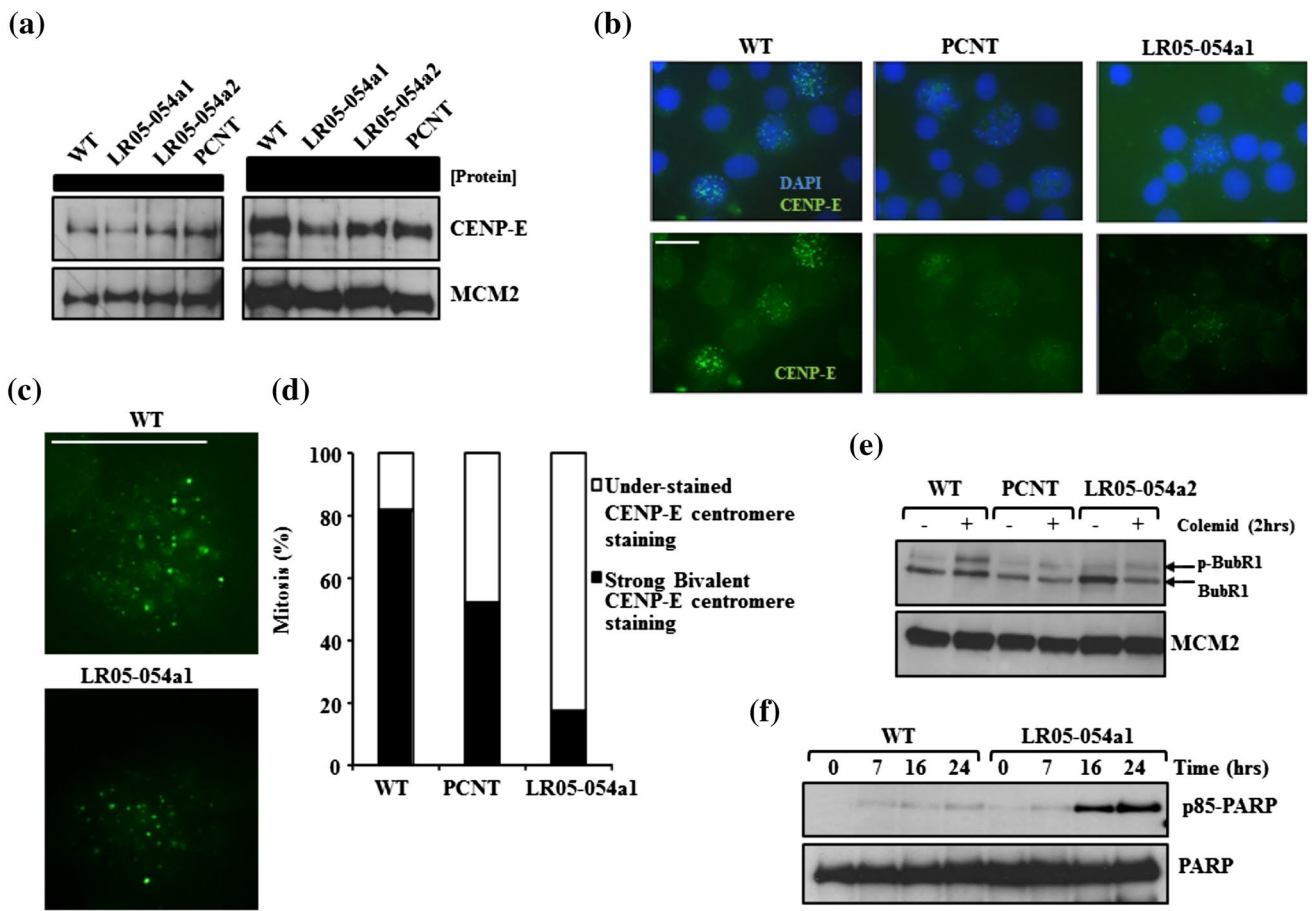 (a)
WT LR05-054a1 LR05-054a2 PCNT
WT LR05-054a1 LR05-054a2 PCNT
[Protein]
CENP-E
MCM2
(b)
WT PCNT LR05-054a1
DAPI
CENP-E
CENP-E
(c)
WT
LR05-054a1
(d)
Mitosis (%)
100
80
60
40
20
0
WT PCNT LR05-054a1
Under-stained
CENP-E centromere
staining
Strong Bivalent
CENP-E centromere
staining
(e)
WT PCNT LR05-054a2
- + - + - + Colemid (2hrs)
p-BubR1
BubR1
MCM2
(f)
WT LR05-054a1
0 7 16 24 0 7 16 24 Time (hrs)
p85-PARP
PARP